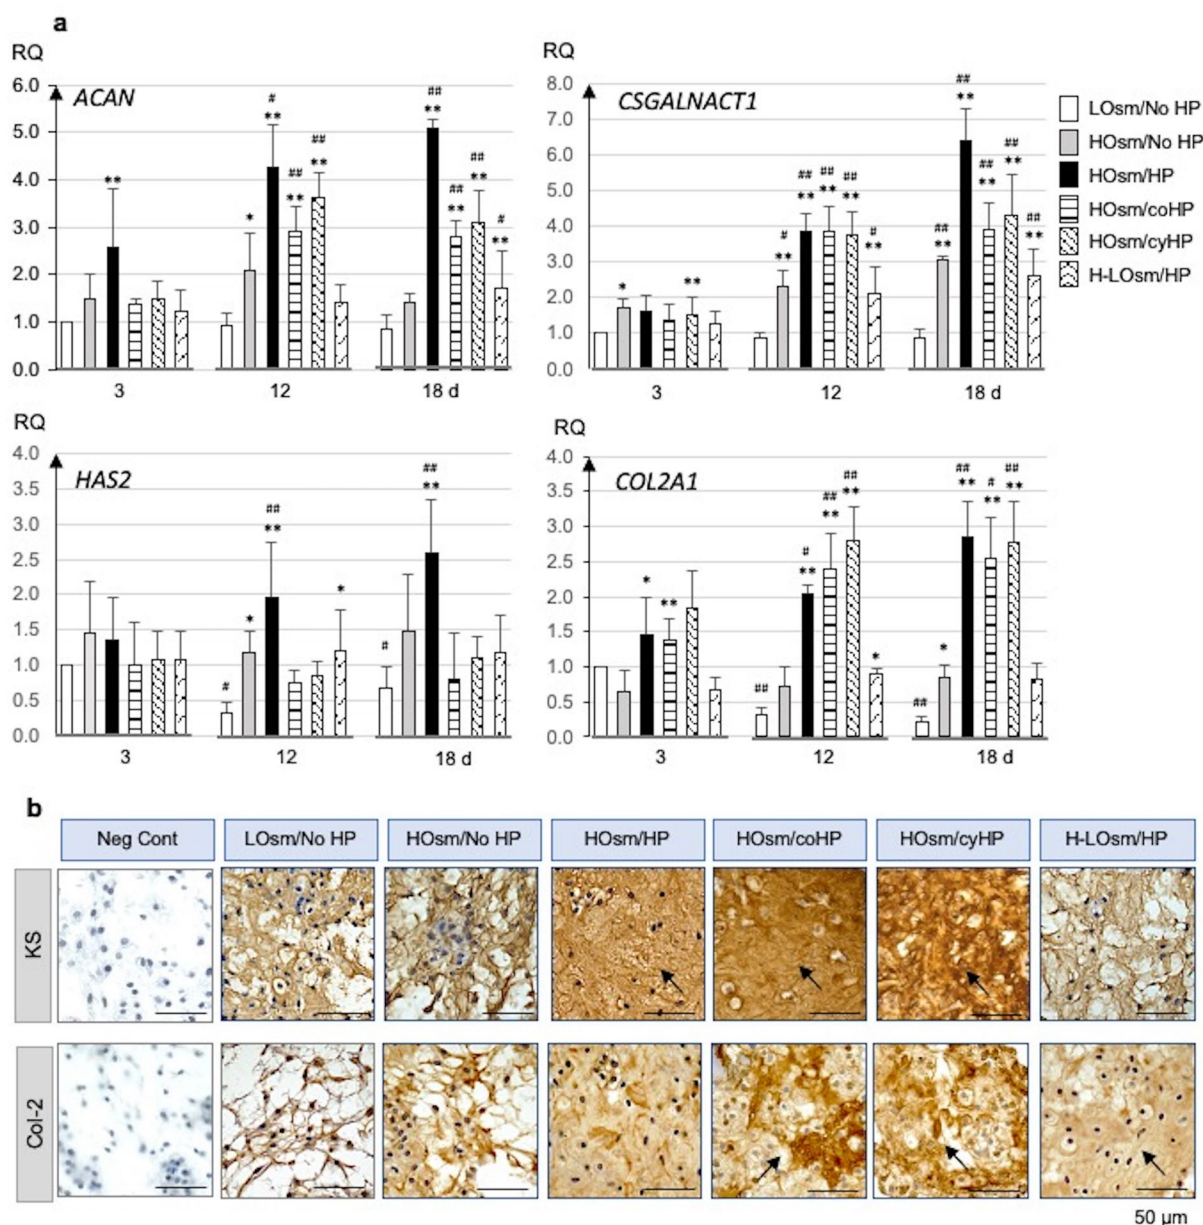 a
RQ RQ
ACAN
6.0
5.0
4.0
3.0
2.0
1.0
0.0
** * # ** ## ** ## ** ## ** ## ** ## ** # **
3 12 18 d
CSGALNACT1
8.0
7.0
6.0
5.0
4.0
3.0
2.0
1.0
0.0
* ** # ** ## ** ## ** ## ** # ** ## ** ## ** ## ** ## ** ## **
3 12 18 d
LOsm/No HP
HOsm/No HP
HOsm/HP
HOsm/coHP
HOsm/cyHP
H-LOsm/HP
RQ RQ
HAS2
4.0
3.5
3.0
2.5
2.0
1.5
1.0
0.5
0.0
# * ## ** * # ## **
3 12 18 d
COL2A1
4.0
3.5
3.0
2.5
2.0
1.5
1.0
0.5
0.0
* ** ## # ** ## ** ## ** * ## * ## ** # ** ## **
3 12 18 d
b
Neg Cont LOsm/No HP HOsm/No HP HOsm/HP HOsm/coHP HOsm/cyHP H-LOsm/HP
KS
Col-2
50 µm